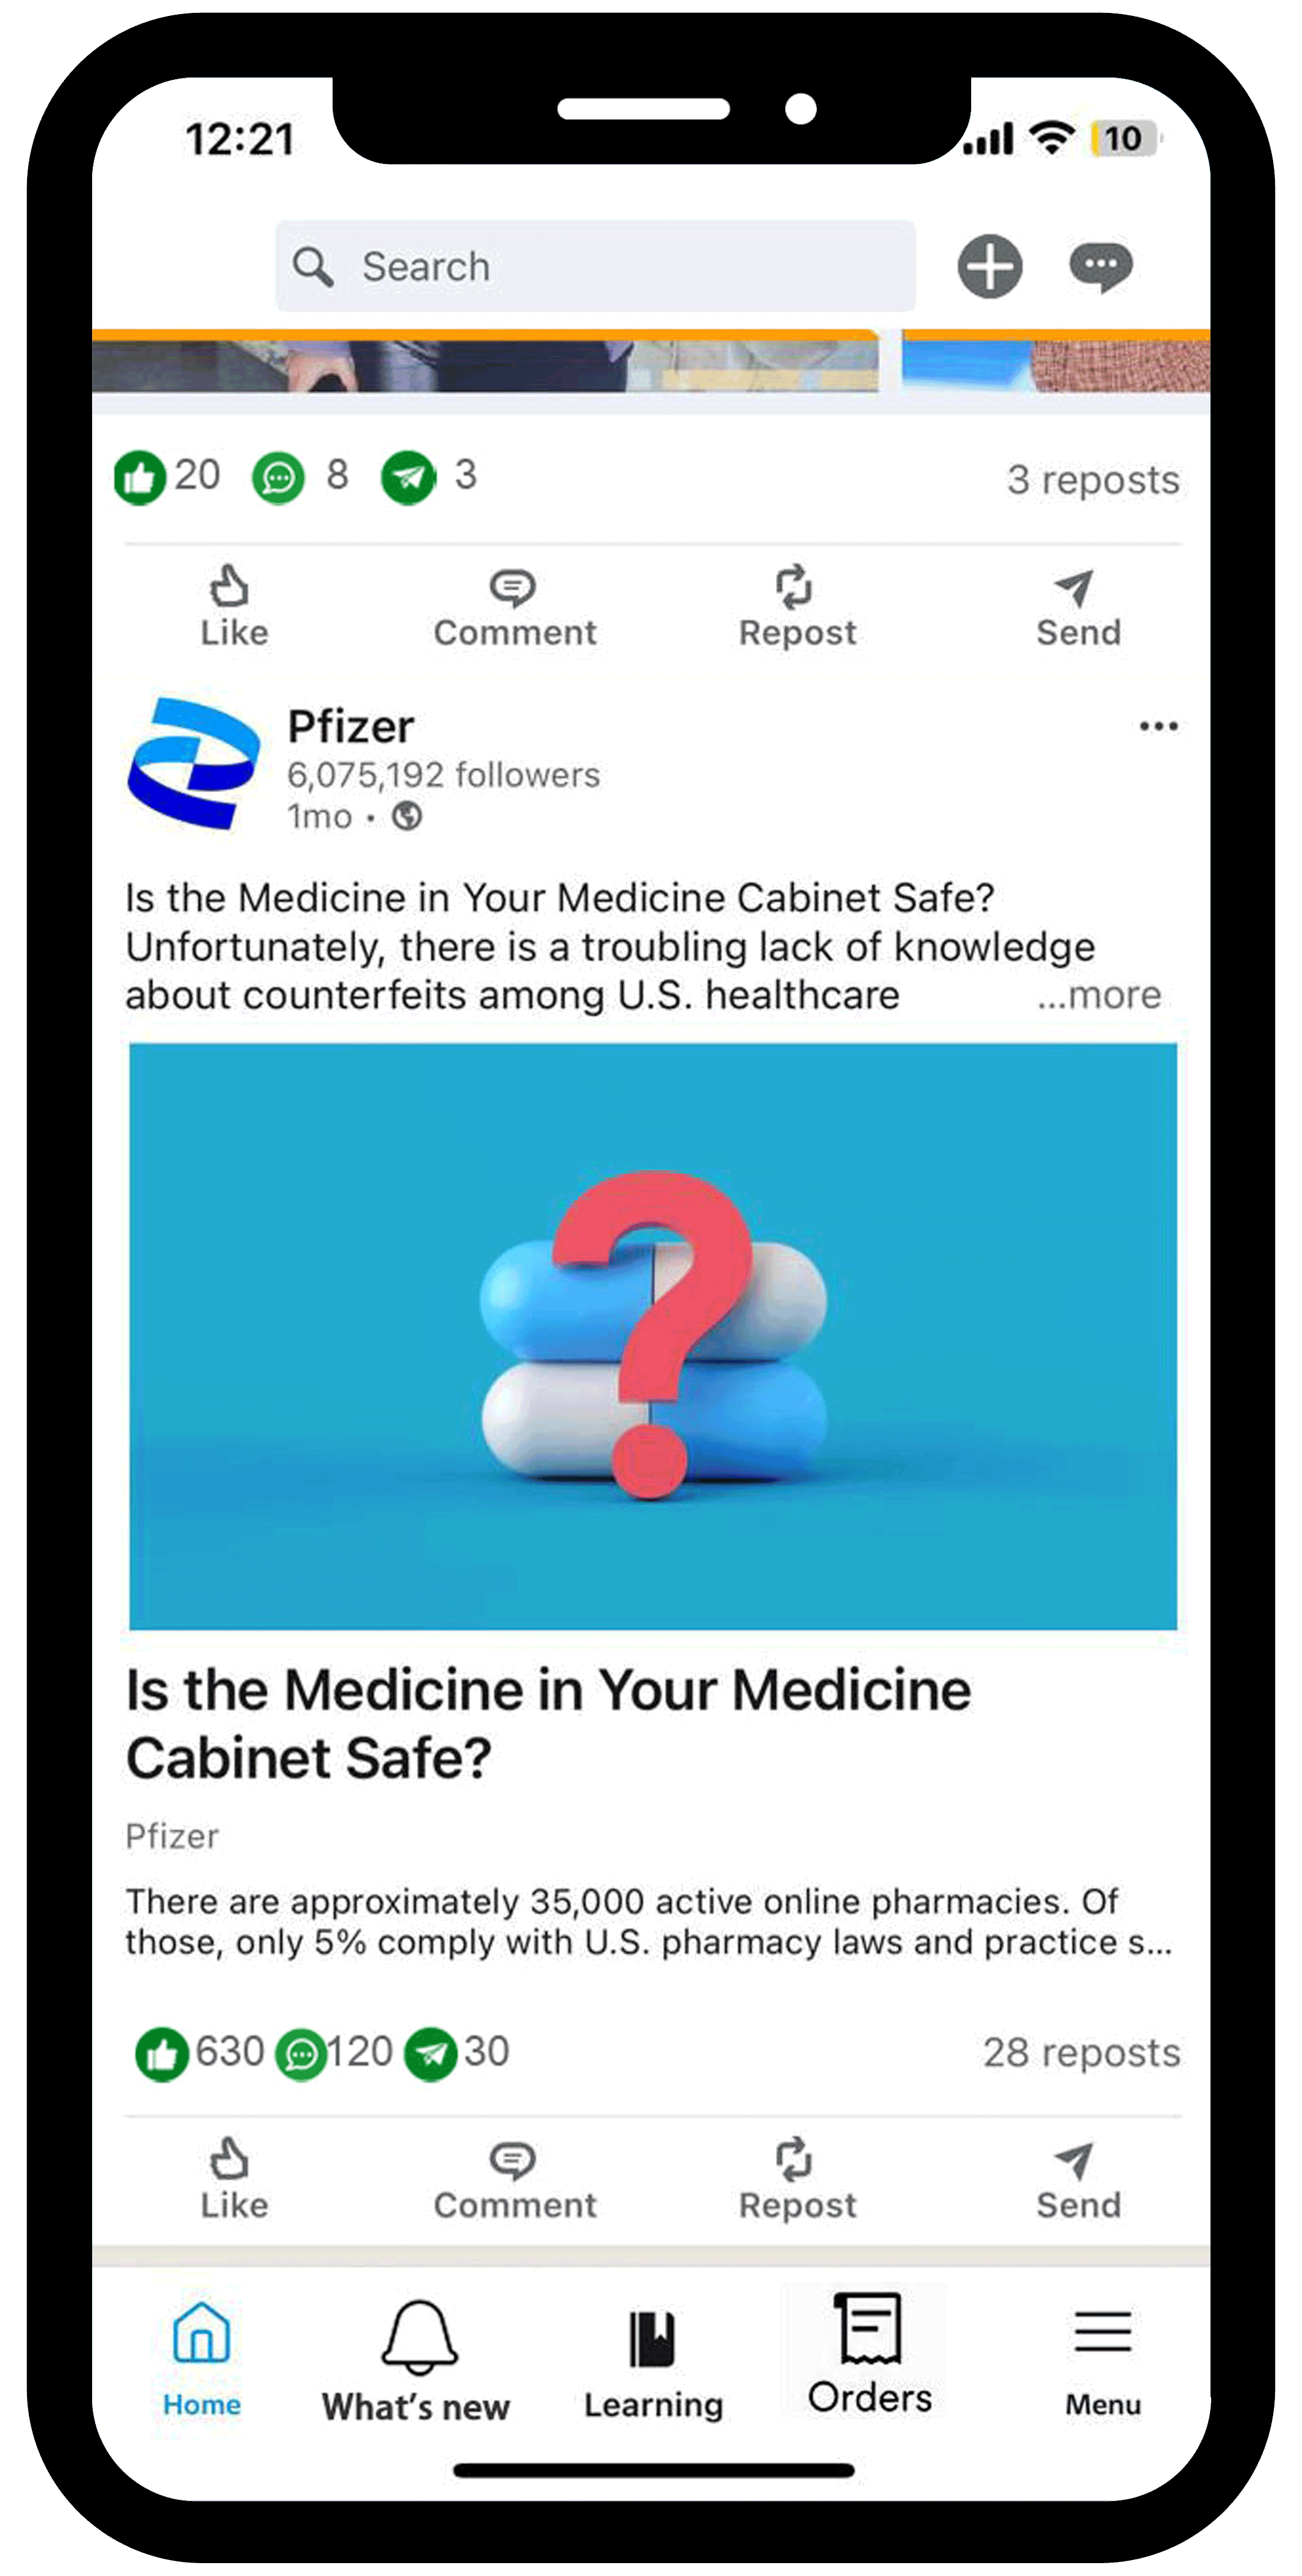 12:21
10
Search
20 8 3 3 reposts
Like Comment Repost Send
Pfizer
6,075,192 followers
1mo •
Is the Medicine in Your Medicine Cabinet Safe?
Unfortunately, there is a troubling lack of knowledge
about counterfeits among U.S. healthcare ...more
?
Is the Medicine in Your Medicine
Cabinet Safe?
Pfizer
There are approximately 35,000 active online pharmacies. Of
those, only 5% comply with U.S. pharmacy laws and practice s...
630 120 30 28 reposts
Like Comment Repost Send
Home What's new Learning Orders Menu